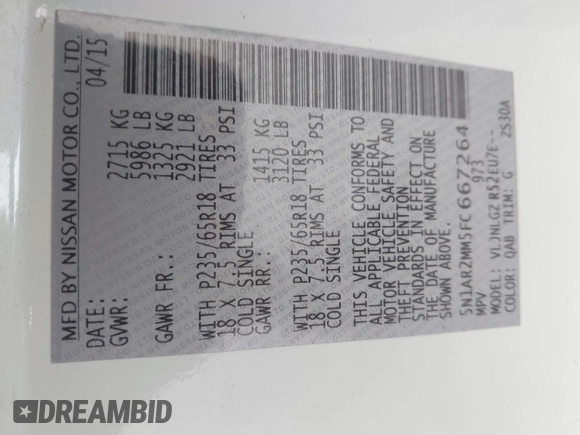 MFD BY NISSAN MOTOR CO., LTD.
DATE: 04/15
GVWR: 2715 KG
5986 LB
GAWR FR.: 1325 KG
2921 LB
WITH P235/65R18 TIRES
18 X 7.5 RIMS AT 33 PSI
COLD SINGLE
GAWR RR.: 1415 KG
3120 LB
WITH P235/65R18 TIRES
18 X 7.5 RIMS AT 33 PSI
COLD SINGLE
THIS VEHICLE CONFORMS TO
ALL APPLICABLE FEDERAL
MOTOR VEHICLE SAFETY AND
THEFT PREVENTION
STANDARDS IN EFFECT ON
THE DATE OF MANUFACTURE
SHOWN ABOVE.
5N1AR2MM5FC667264
MPV 973
MODEL: VLJNLGZ R52EU7E--
COLOR: QAB TRIM: G 2S30A
DREAMBID